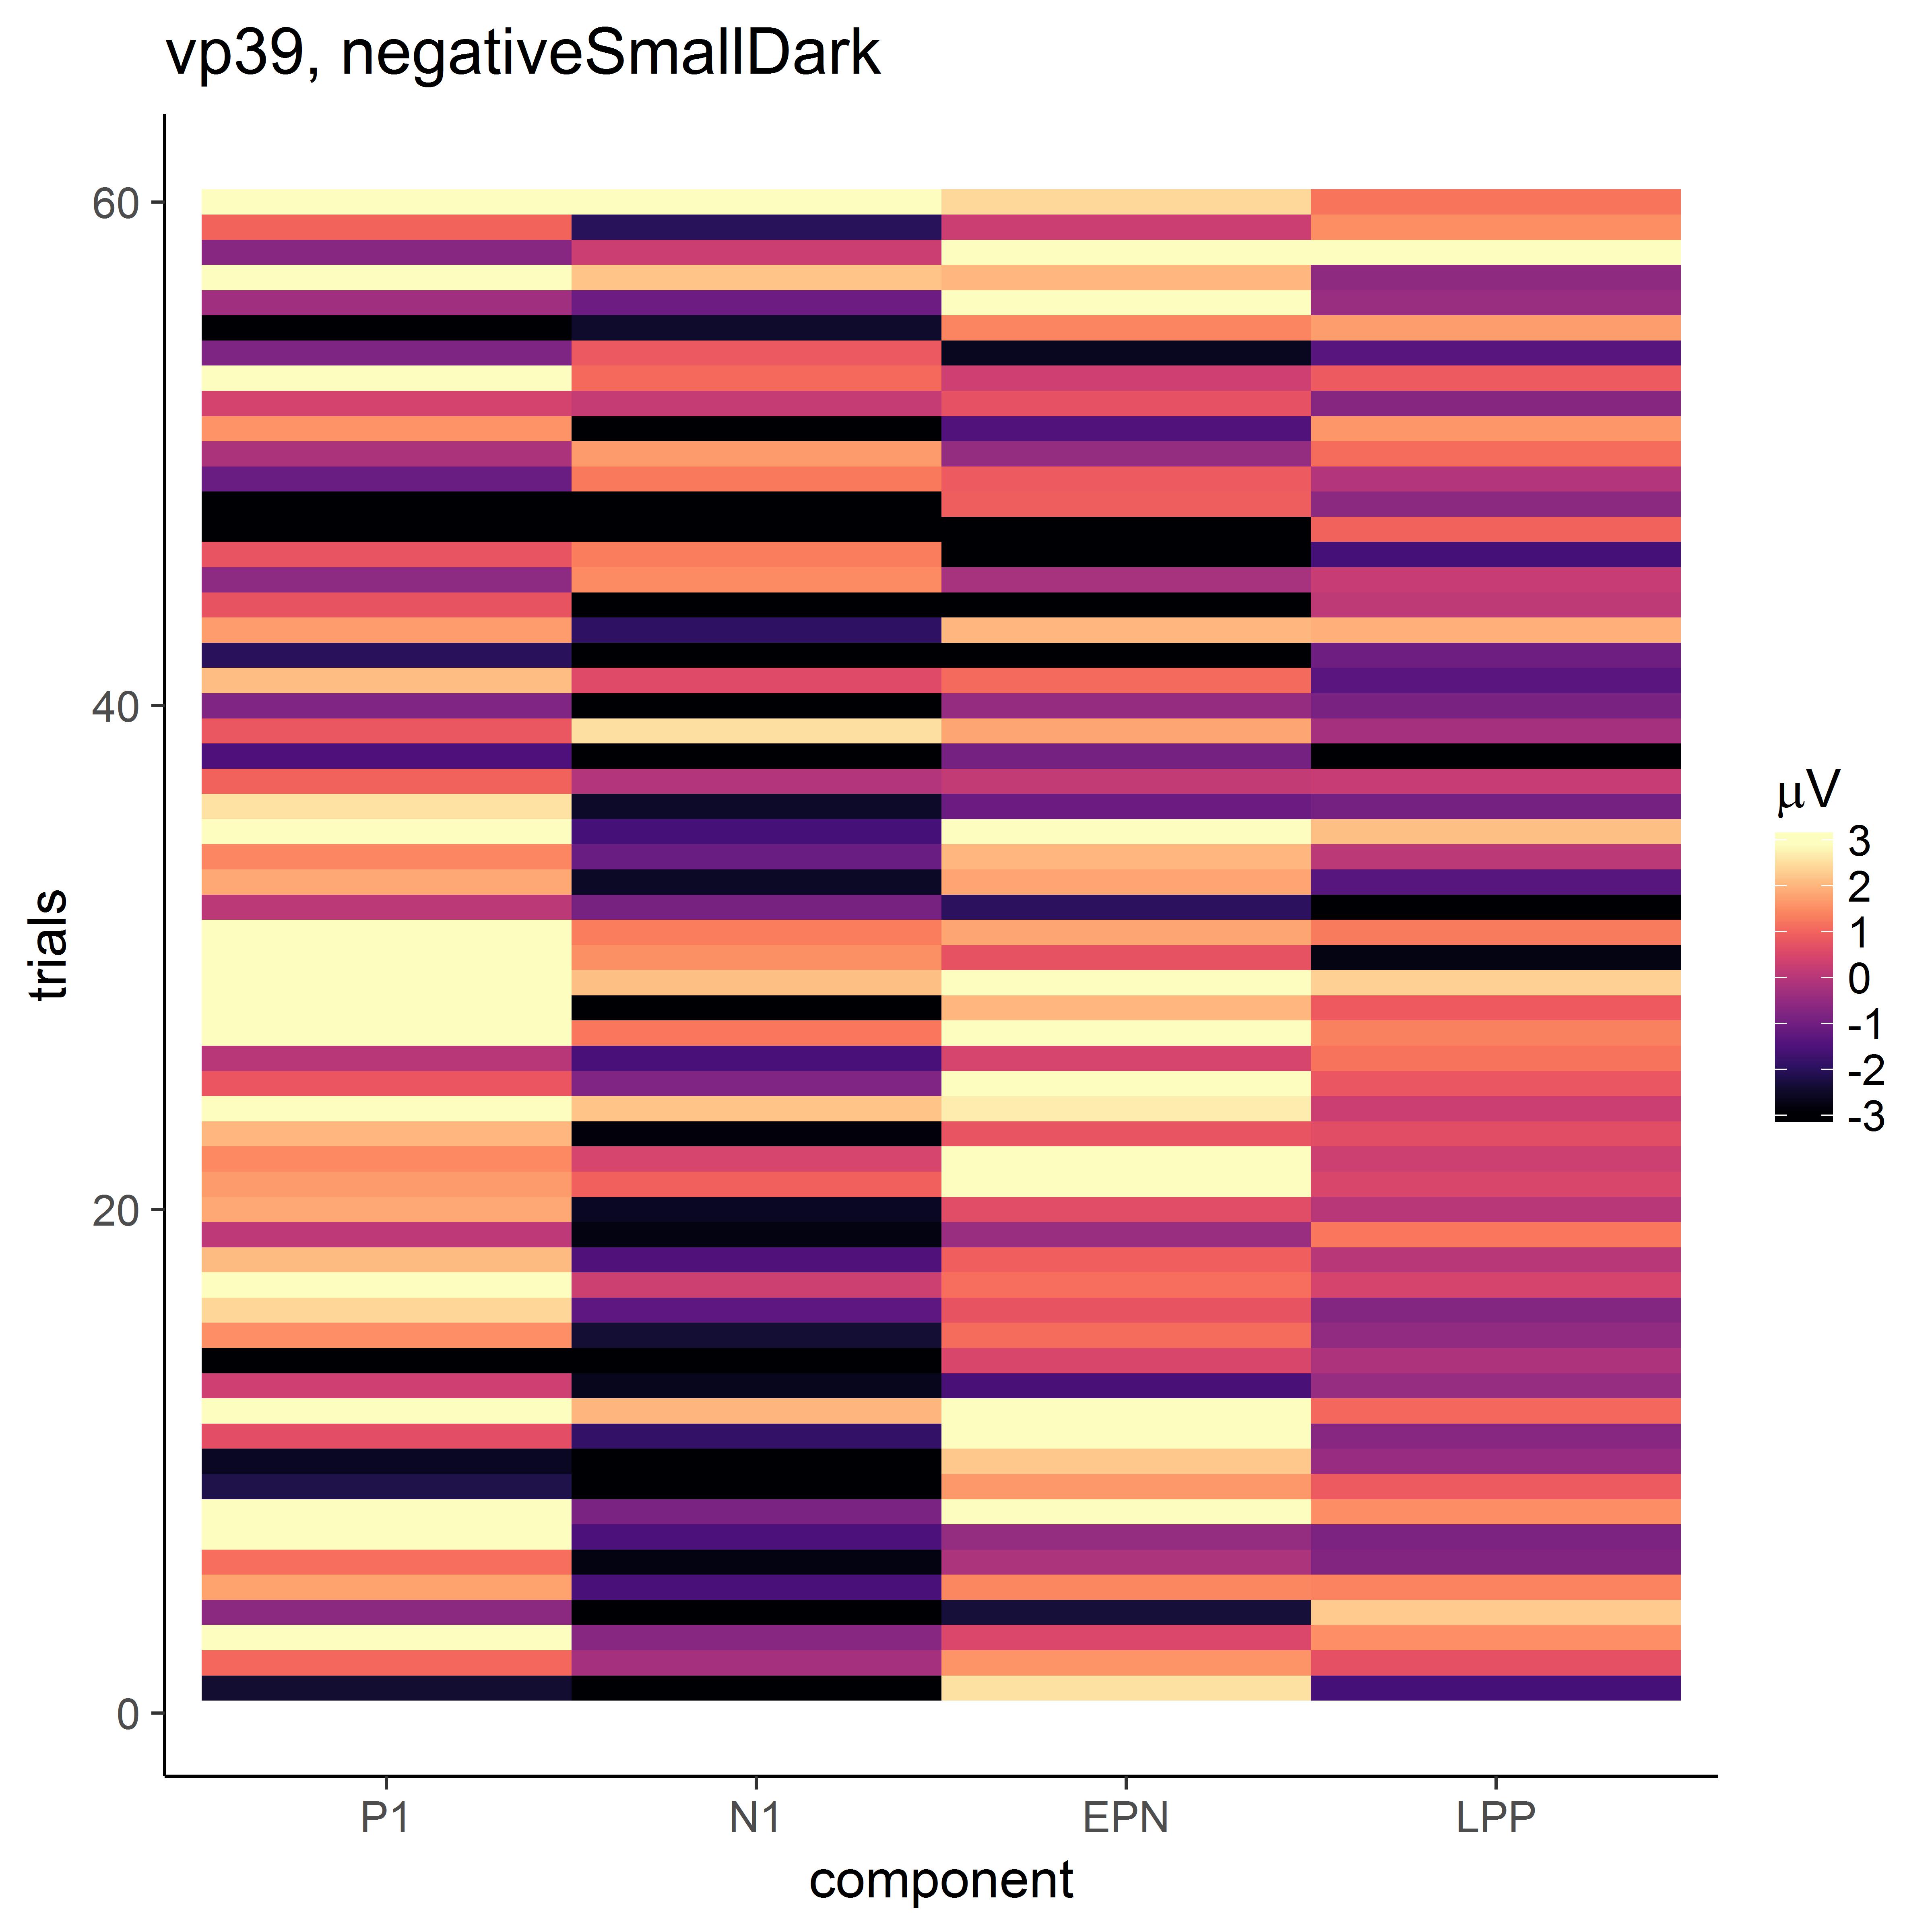 vp39, negativeSmallDark
60
40
20
0
trials
P1 N1 EPN LPP
component
μV
3
2
1
0
-1
-2
-3